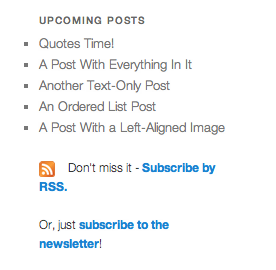 UPCOMING POSTS
Quotes Time!
A Post With Everything In It
Another Text-Only Post
An Ordered List Post
A Post With a Left-Aligned Image
Don't miss it - Subscribe by
RSS.
Or, just subscribe to the
newsletter!